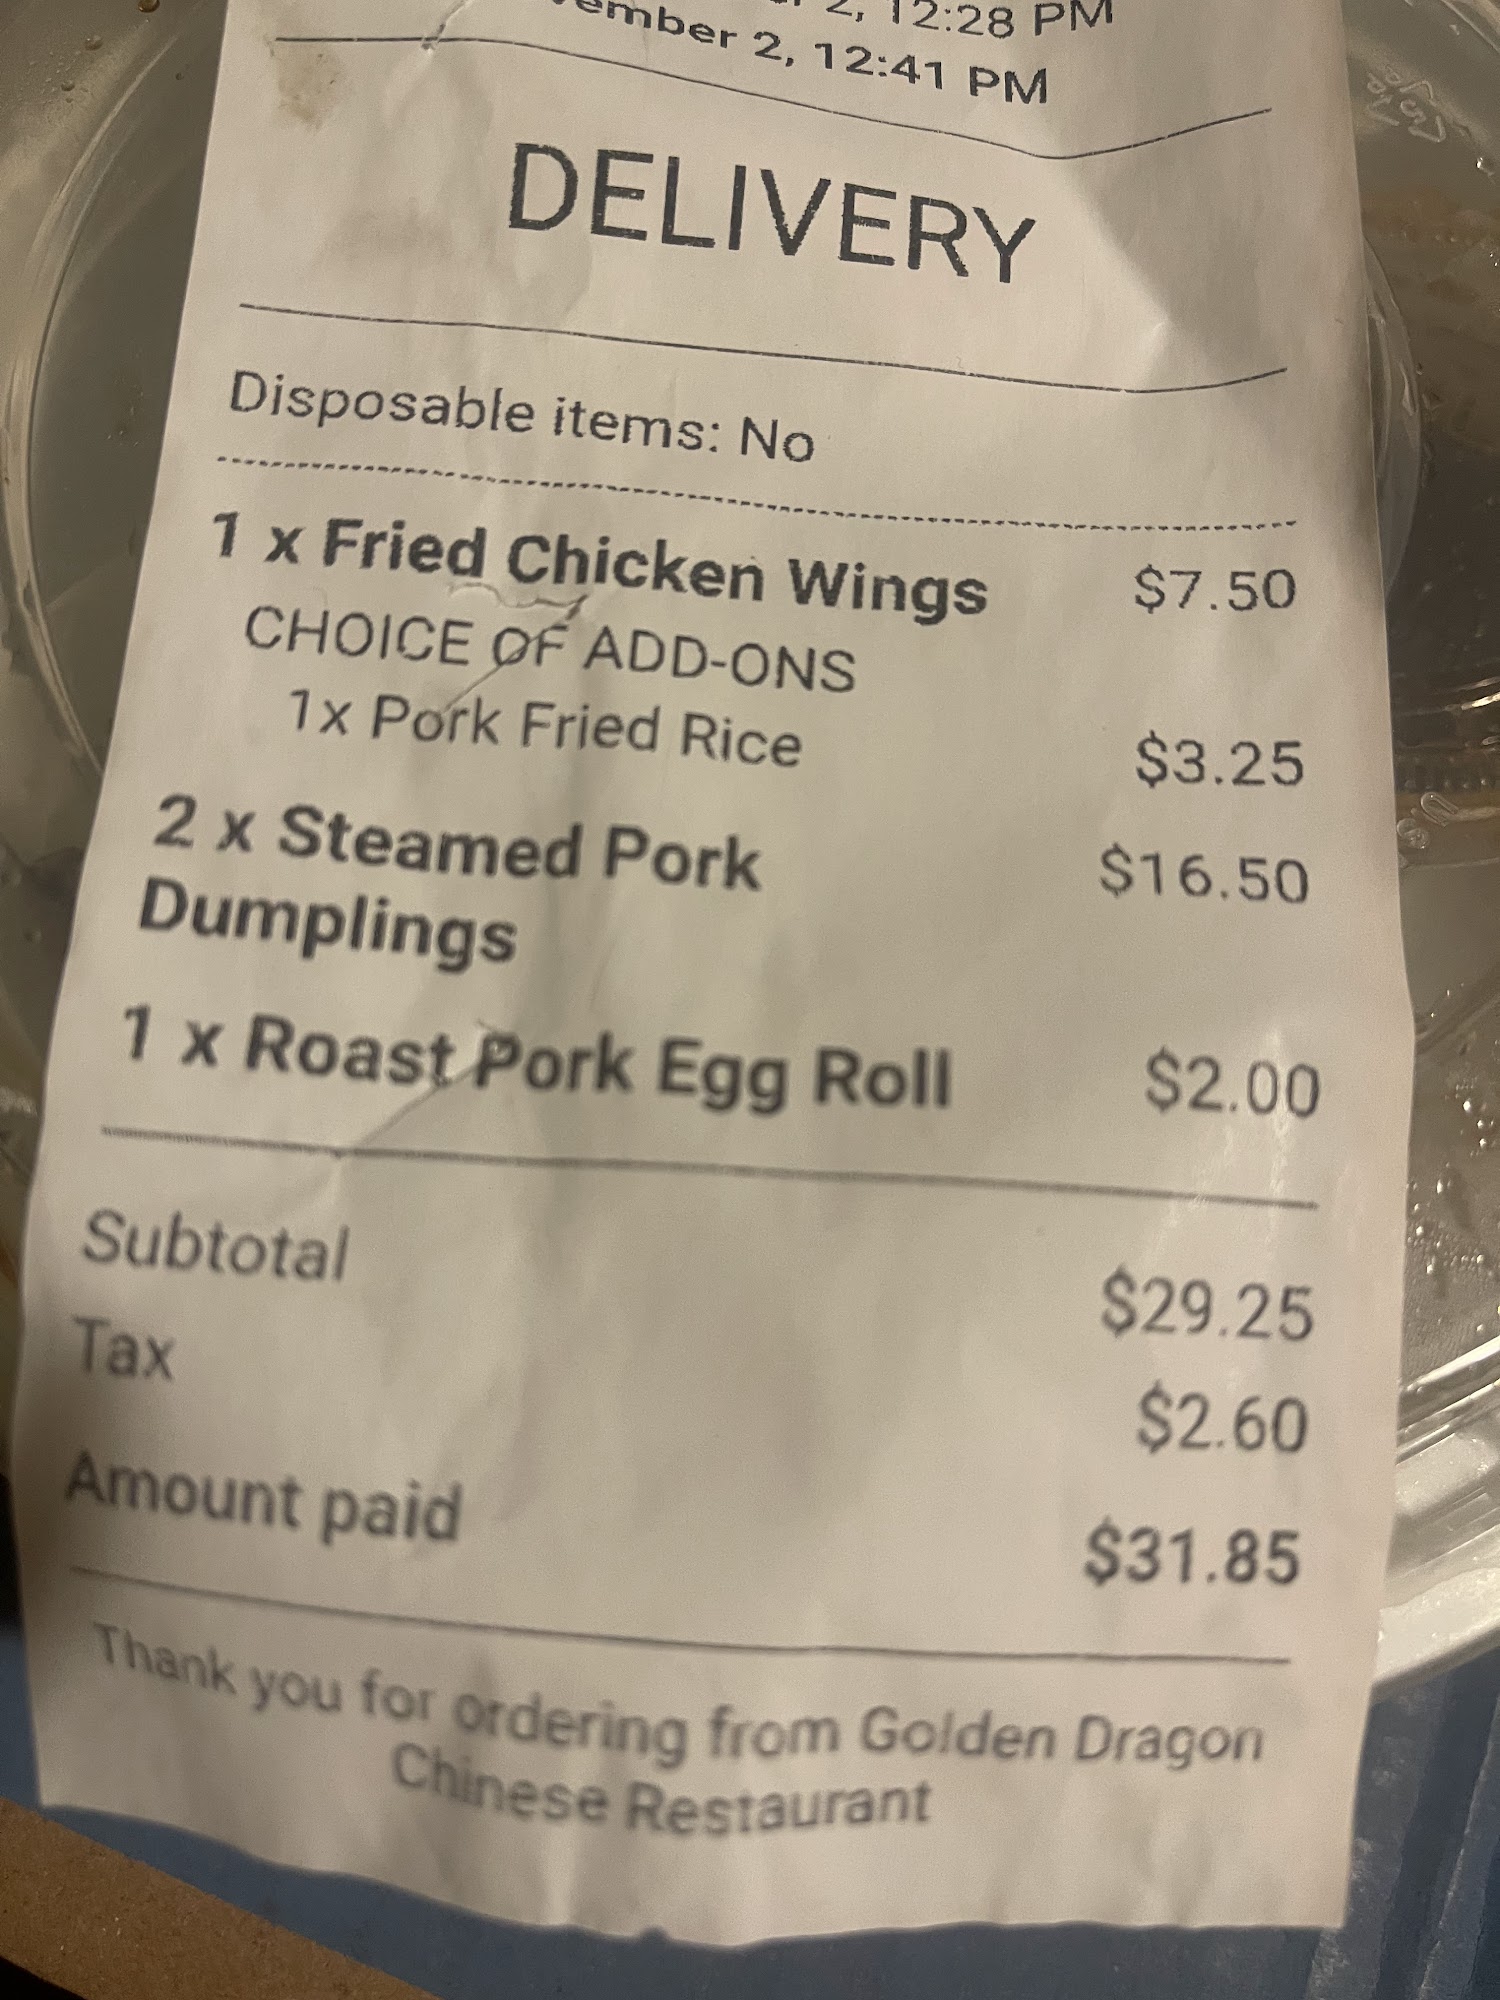 2, 12:28 PM
ember 2, 12:41 PM
DELIVERY
Disposable items: No
1 x Fried Chicken Wings $7.50
CHOICE OF ADD-ONS
1x Pork Fried Rice $3.25
2 x Steamed Pork $16.50
Dumplings
1 x Roast Pork Egg Roll $2.00
Subtotal $29.25
Tax $2.60
Amount paid $31.85
Thank you for ordering from Golden Dragon
Chinese Restaurant